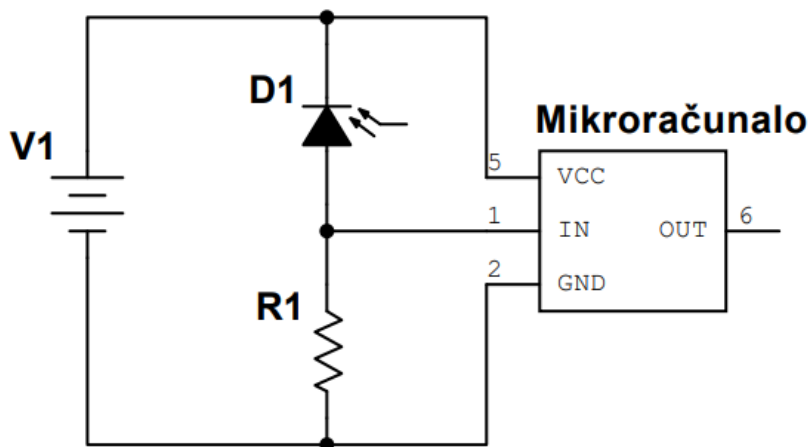 D1
Mikroračunalo
V1
5
VCC
1
IN
OUT
6
2
GND
R1